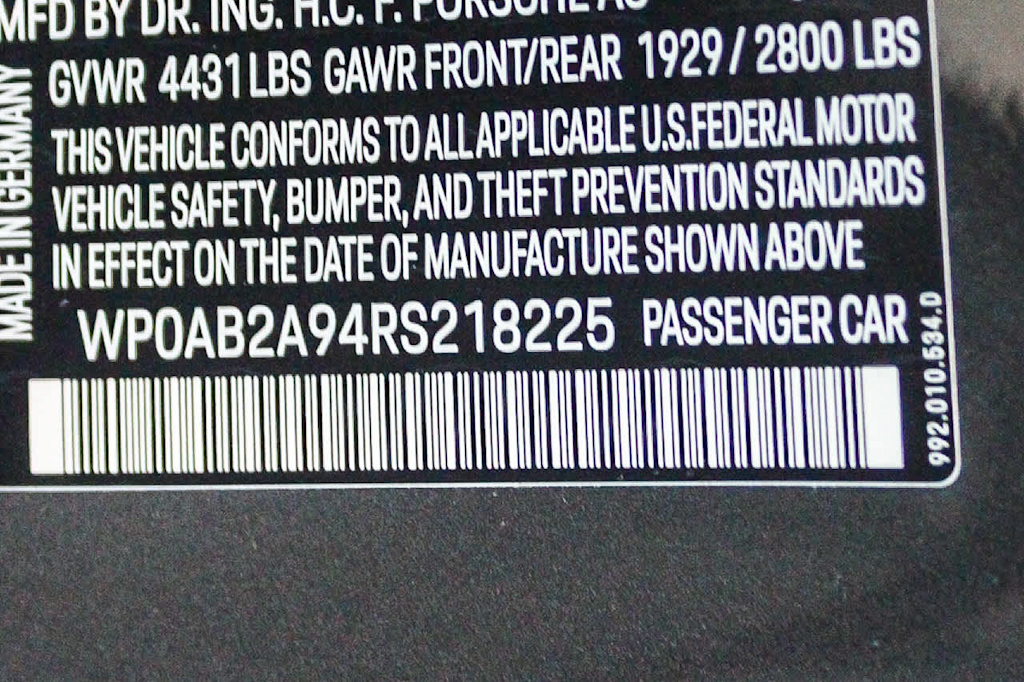 MFD BY DR. ING. H.C. F. PORSCHE AG
GVWR 4431 LBS GAWR FRONT/REAR 1929 / 2800 LBS
THIS VEHICLE CONFORMS TO ALL APPLICABLE U.S.FEDERAL MOTOR
VEHICLE SAFETY, BUMPER, AND THEFT PREVENTION STANDARDS
IN EFFECT ON THE DATE OF MANUFACTURE SHOWN ABOVE
WP0AB2A94RS218225 PASSENGER CAR
MADE IN GERMANY
992.010.534.D